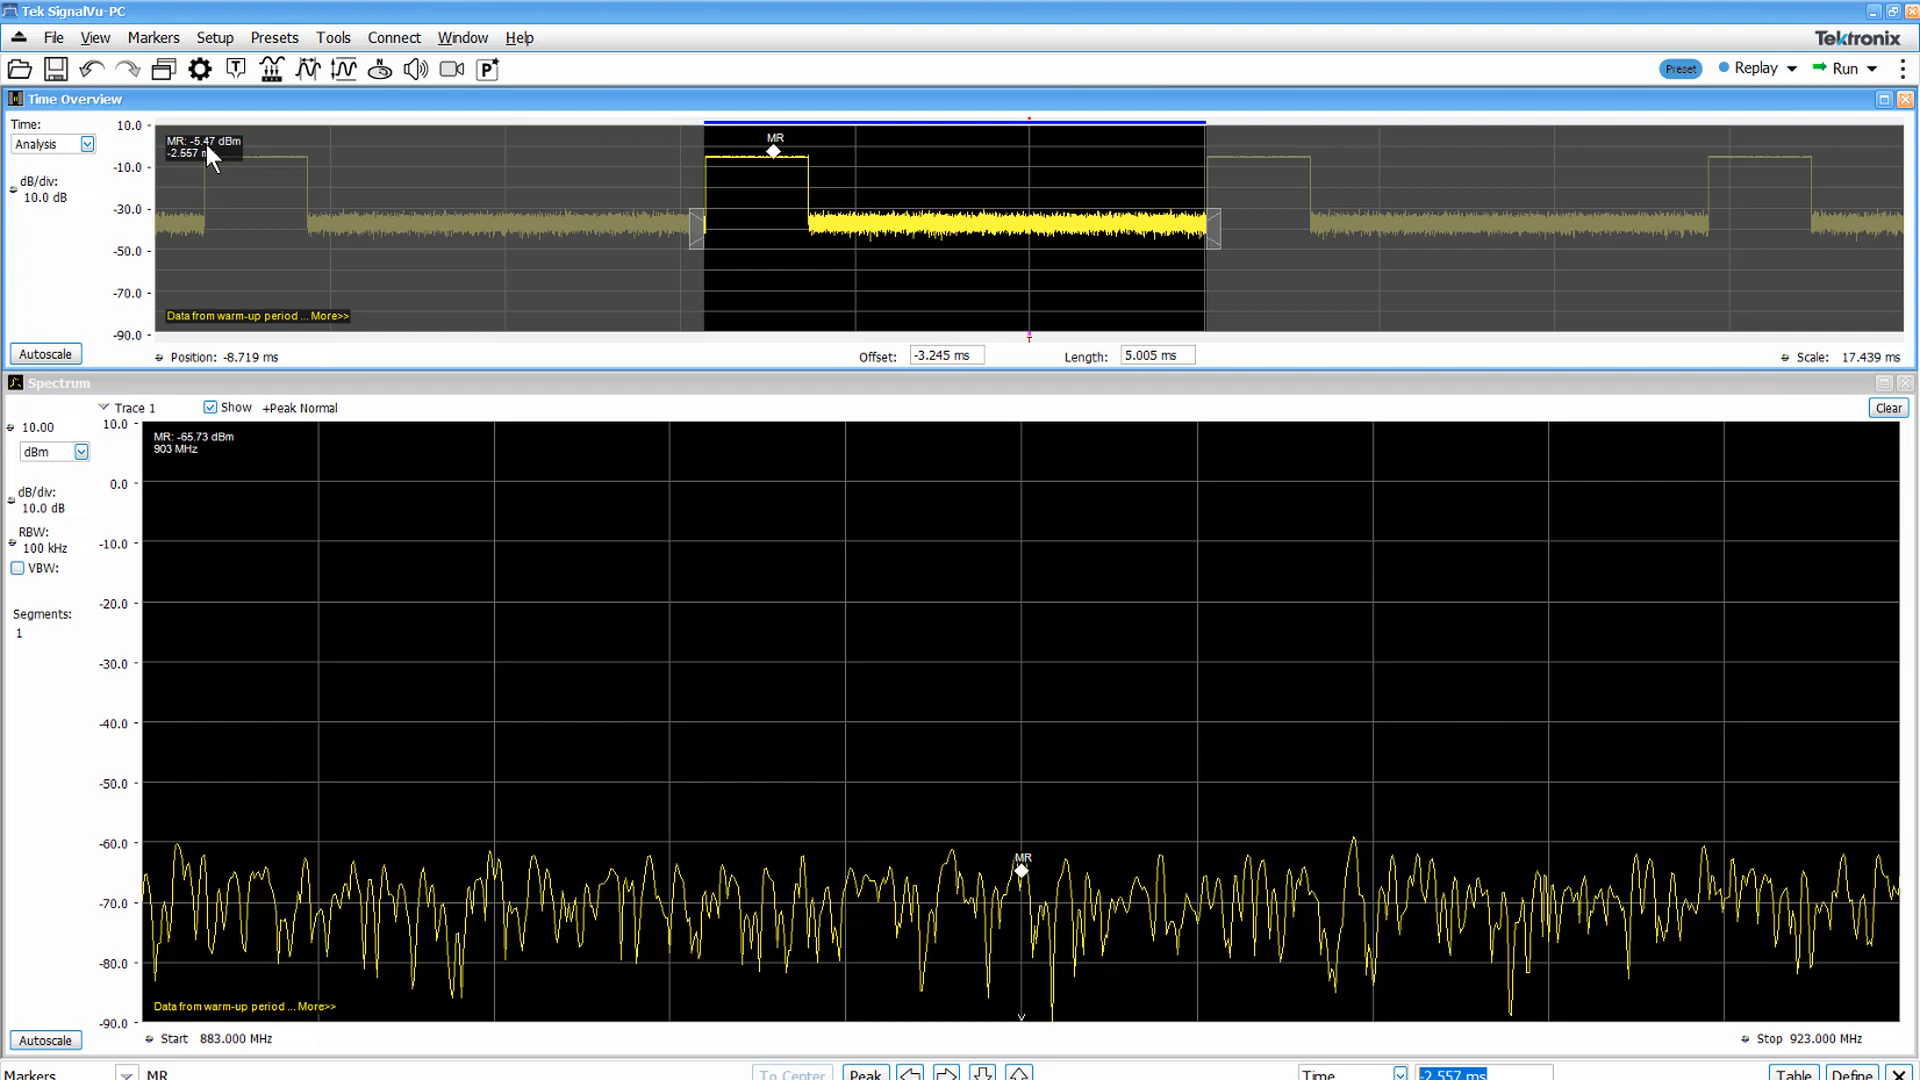 Tek SignalVu-PC
File View Markers Setup Presets Tools Connect Window Help
Tektronix
Preset Replay Run
Time Overview
Time:
Analysis
dB/div:
10.0 dB
10.0
-10.0
-30.0
-50.0
-70.0
-90.0
MR: -5.47 dBm
-2.557
MR
Data from warm-up period ... More>>
T
Autoscale
Position: -8.719 ms
Offset: -3.245 ms
Length: 5.005 ms
Scale: 17.439 ms
Spectrum
Trace 1 Show +Peak Normal
Clear
10.00
dBm
dB/div:
10.0 dB
RBW:
100 kHz
VBW:
Segments:
1
10.0
0.0
-10.0
-20.0
-30.0
-40.0
-50.0
-60.0
-70.0
-80.0
-90.0
MR: -65.73 dBm
903 MHz
MR
Data from warm-up period ... More>>
Autoscale
Start 883.000 MHz
Stop 923.000 MHz
Markers MR To Center Peak Time -2.557 ms Table Define